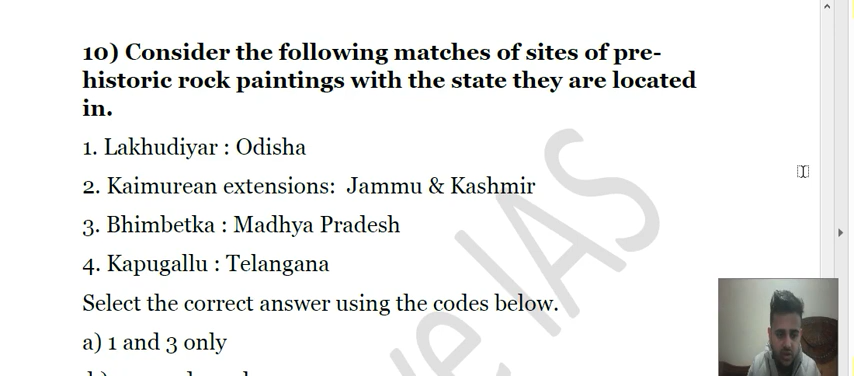 10) Consider the following matches of sites of pre-
historic rock paintings with the state they are located
in.
1. Lakhudiyar : Odisha
2. Kaimurean extensions:  Jammu & Kashmir
3. Bhimbetka : Madhya Pradesh
4. Kapugallu : Telangana
Select the correct answer using the codes below.
a) 1 and 3 only
IAS